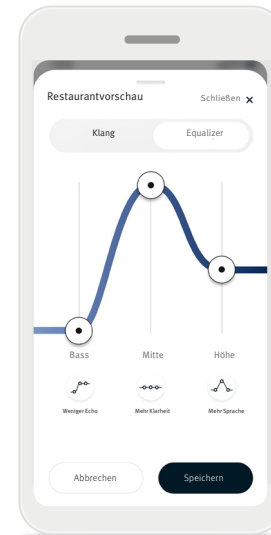 Restaurantvorschau
Schließen ×
Klang
Equalizer
Bass
Mitte
Höhe
Weniger Echo
Mehr Klarheit
Mehr Sprache
Abbrechen
Speichern